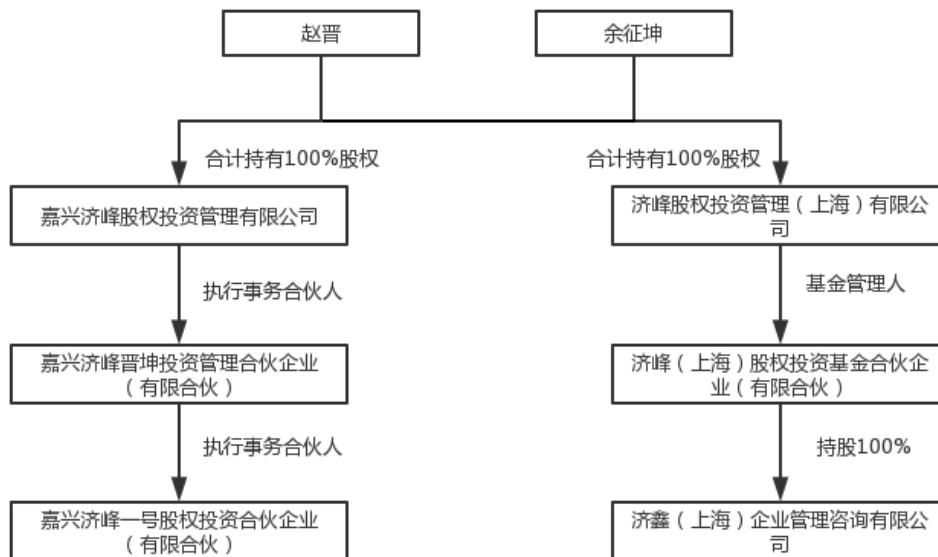 赵晋
余征坤
合计持有100%股权
合计持有100%股权
嘉兴济峰股权投资管理有限公司
济峰股权投资管理（上海）有限公
司
执行事务合伙人
基金管理人
嘉兴济峰晋坤投资管理合伙企业
（有限合伙）
济峰（上海）股权投资基金合伙企
业（有限合伙）
执行事务合伙人
持股100%
嘉兴济峰一号股权投资合伙企业
（有限合伙）
济鑫（上海）企业管理咨询有限公
司